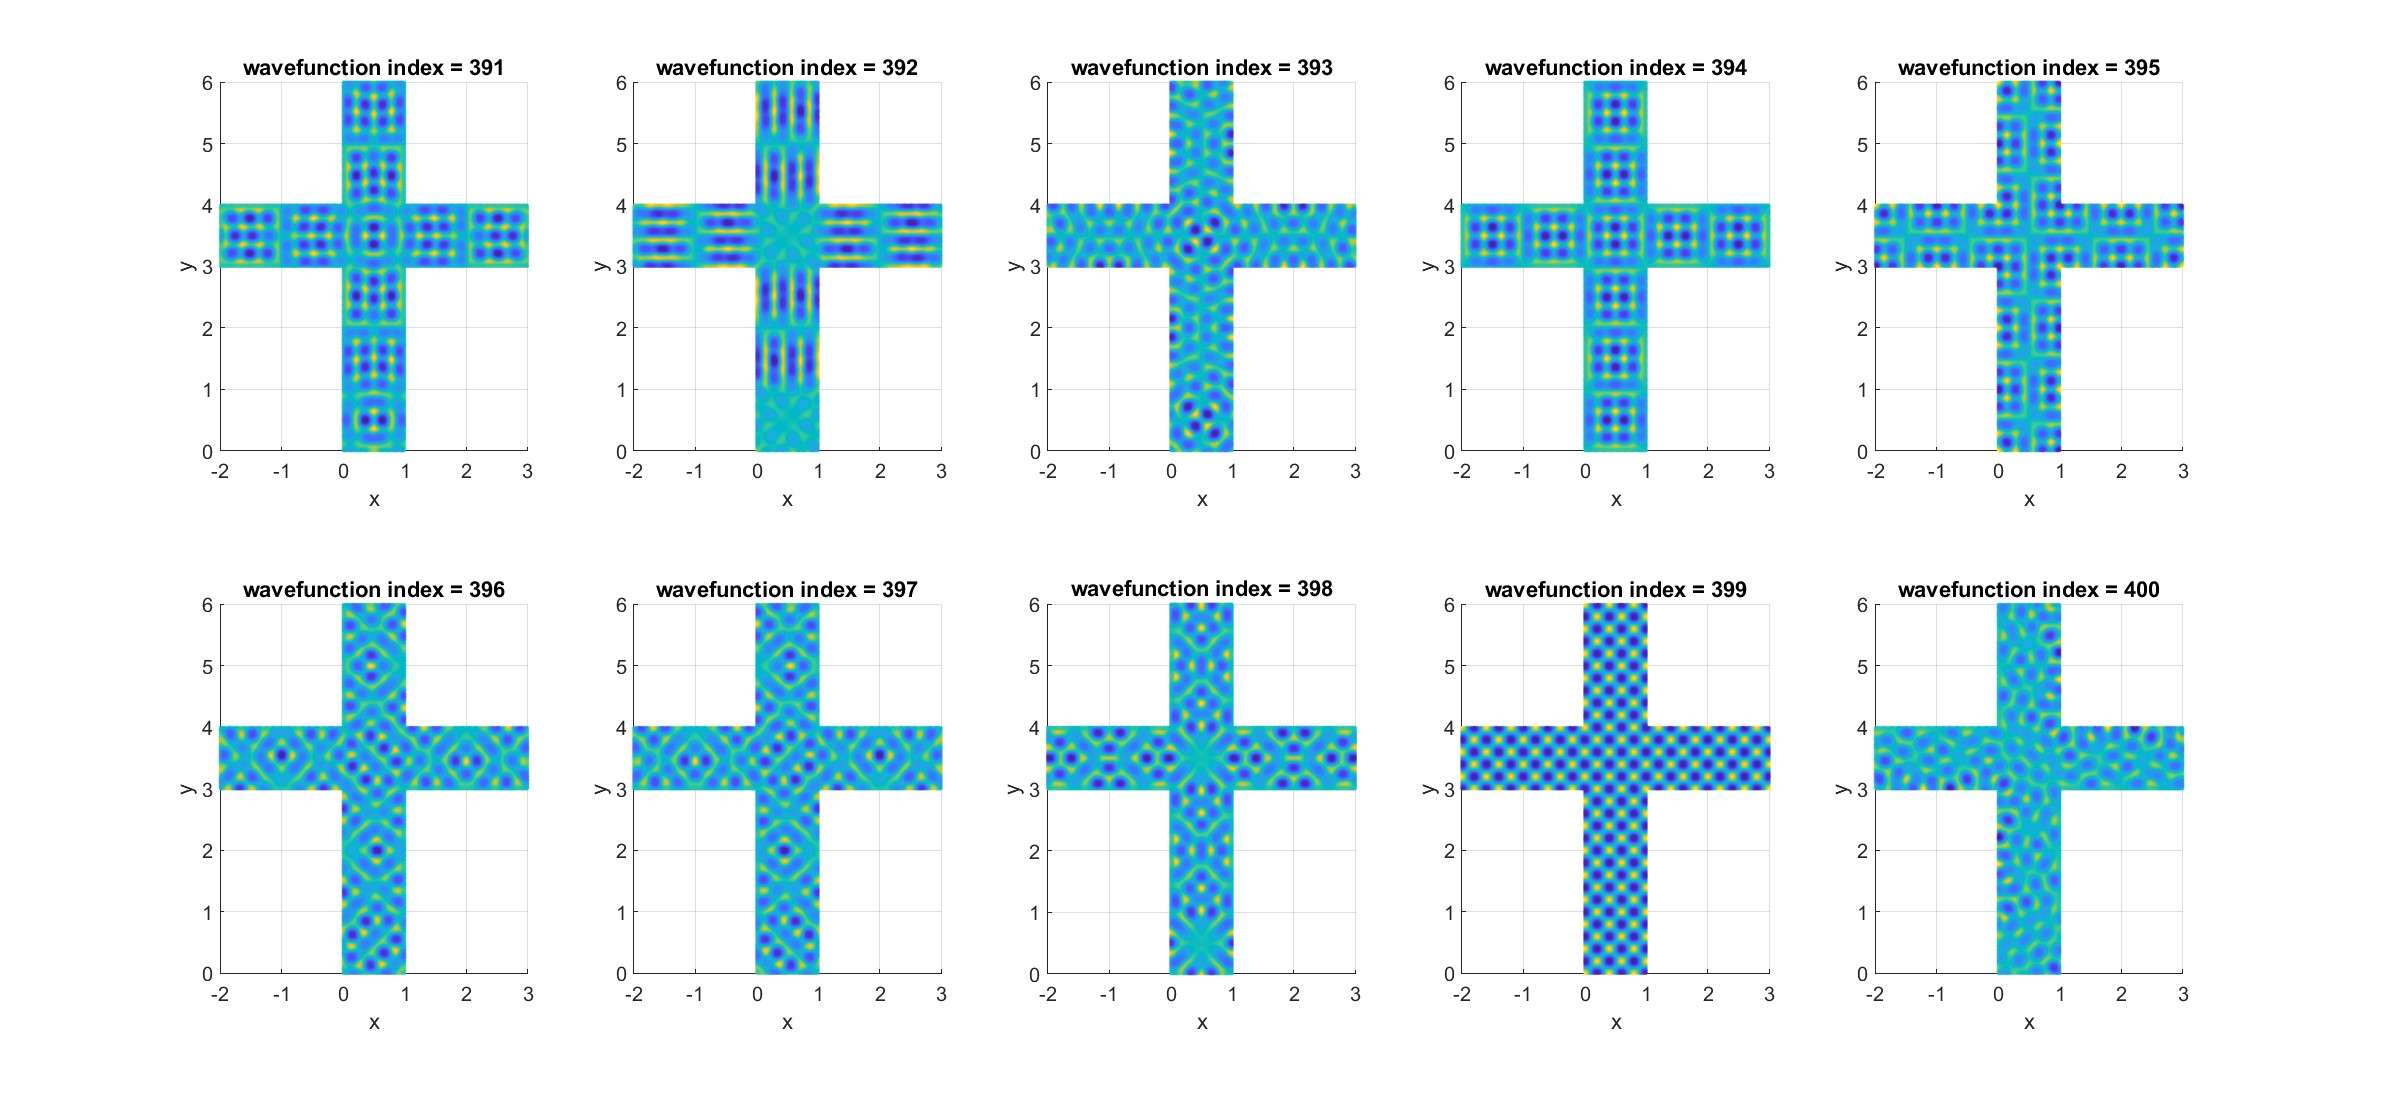 wavefunction index = 391
6
5
4
3
2
1
0
y
-2 -1 0 1 2 3
x
wavefunction index = 392
6
5
4
3
2
1
0
y
-2 -1 0 1 2 3
x
wavefunction index = 393
6
5
4
3
2
1
0
y
-2 -1 0 1 2 3
x
wavefunction index = 394
6
5
4
3
2
1
0
y
-2 -1 0 1 2 3
x
wavefunction index = 395
6
5
4
3
2
1
0
y
-2 -1 0 1 2 3
x
wavefunction index = 396
6
5
4
3
2
1
0
y
-2 -1 0 1 2 3
x
wavefunction index = 397
6
5
4
3
2
1
0
y
-2 -1 0 1 2 3
x
wavefunction index = 398
6
5
4
3
2
1
0
y
-2 -1 0 1 2 3
x
wavefunction index = 399
6
5
4
3
2
1
0
y
-2 -1 0 1 2 3
x
wavefunction index = 400
6
5
4
3
2
1
0
y
-2 -1 0 1 2 3
x